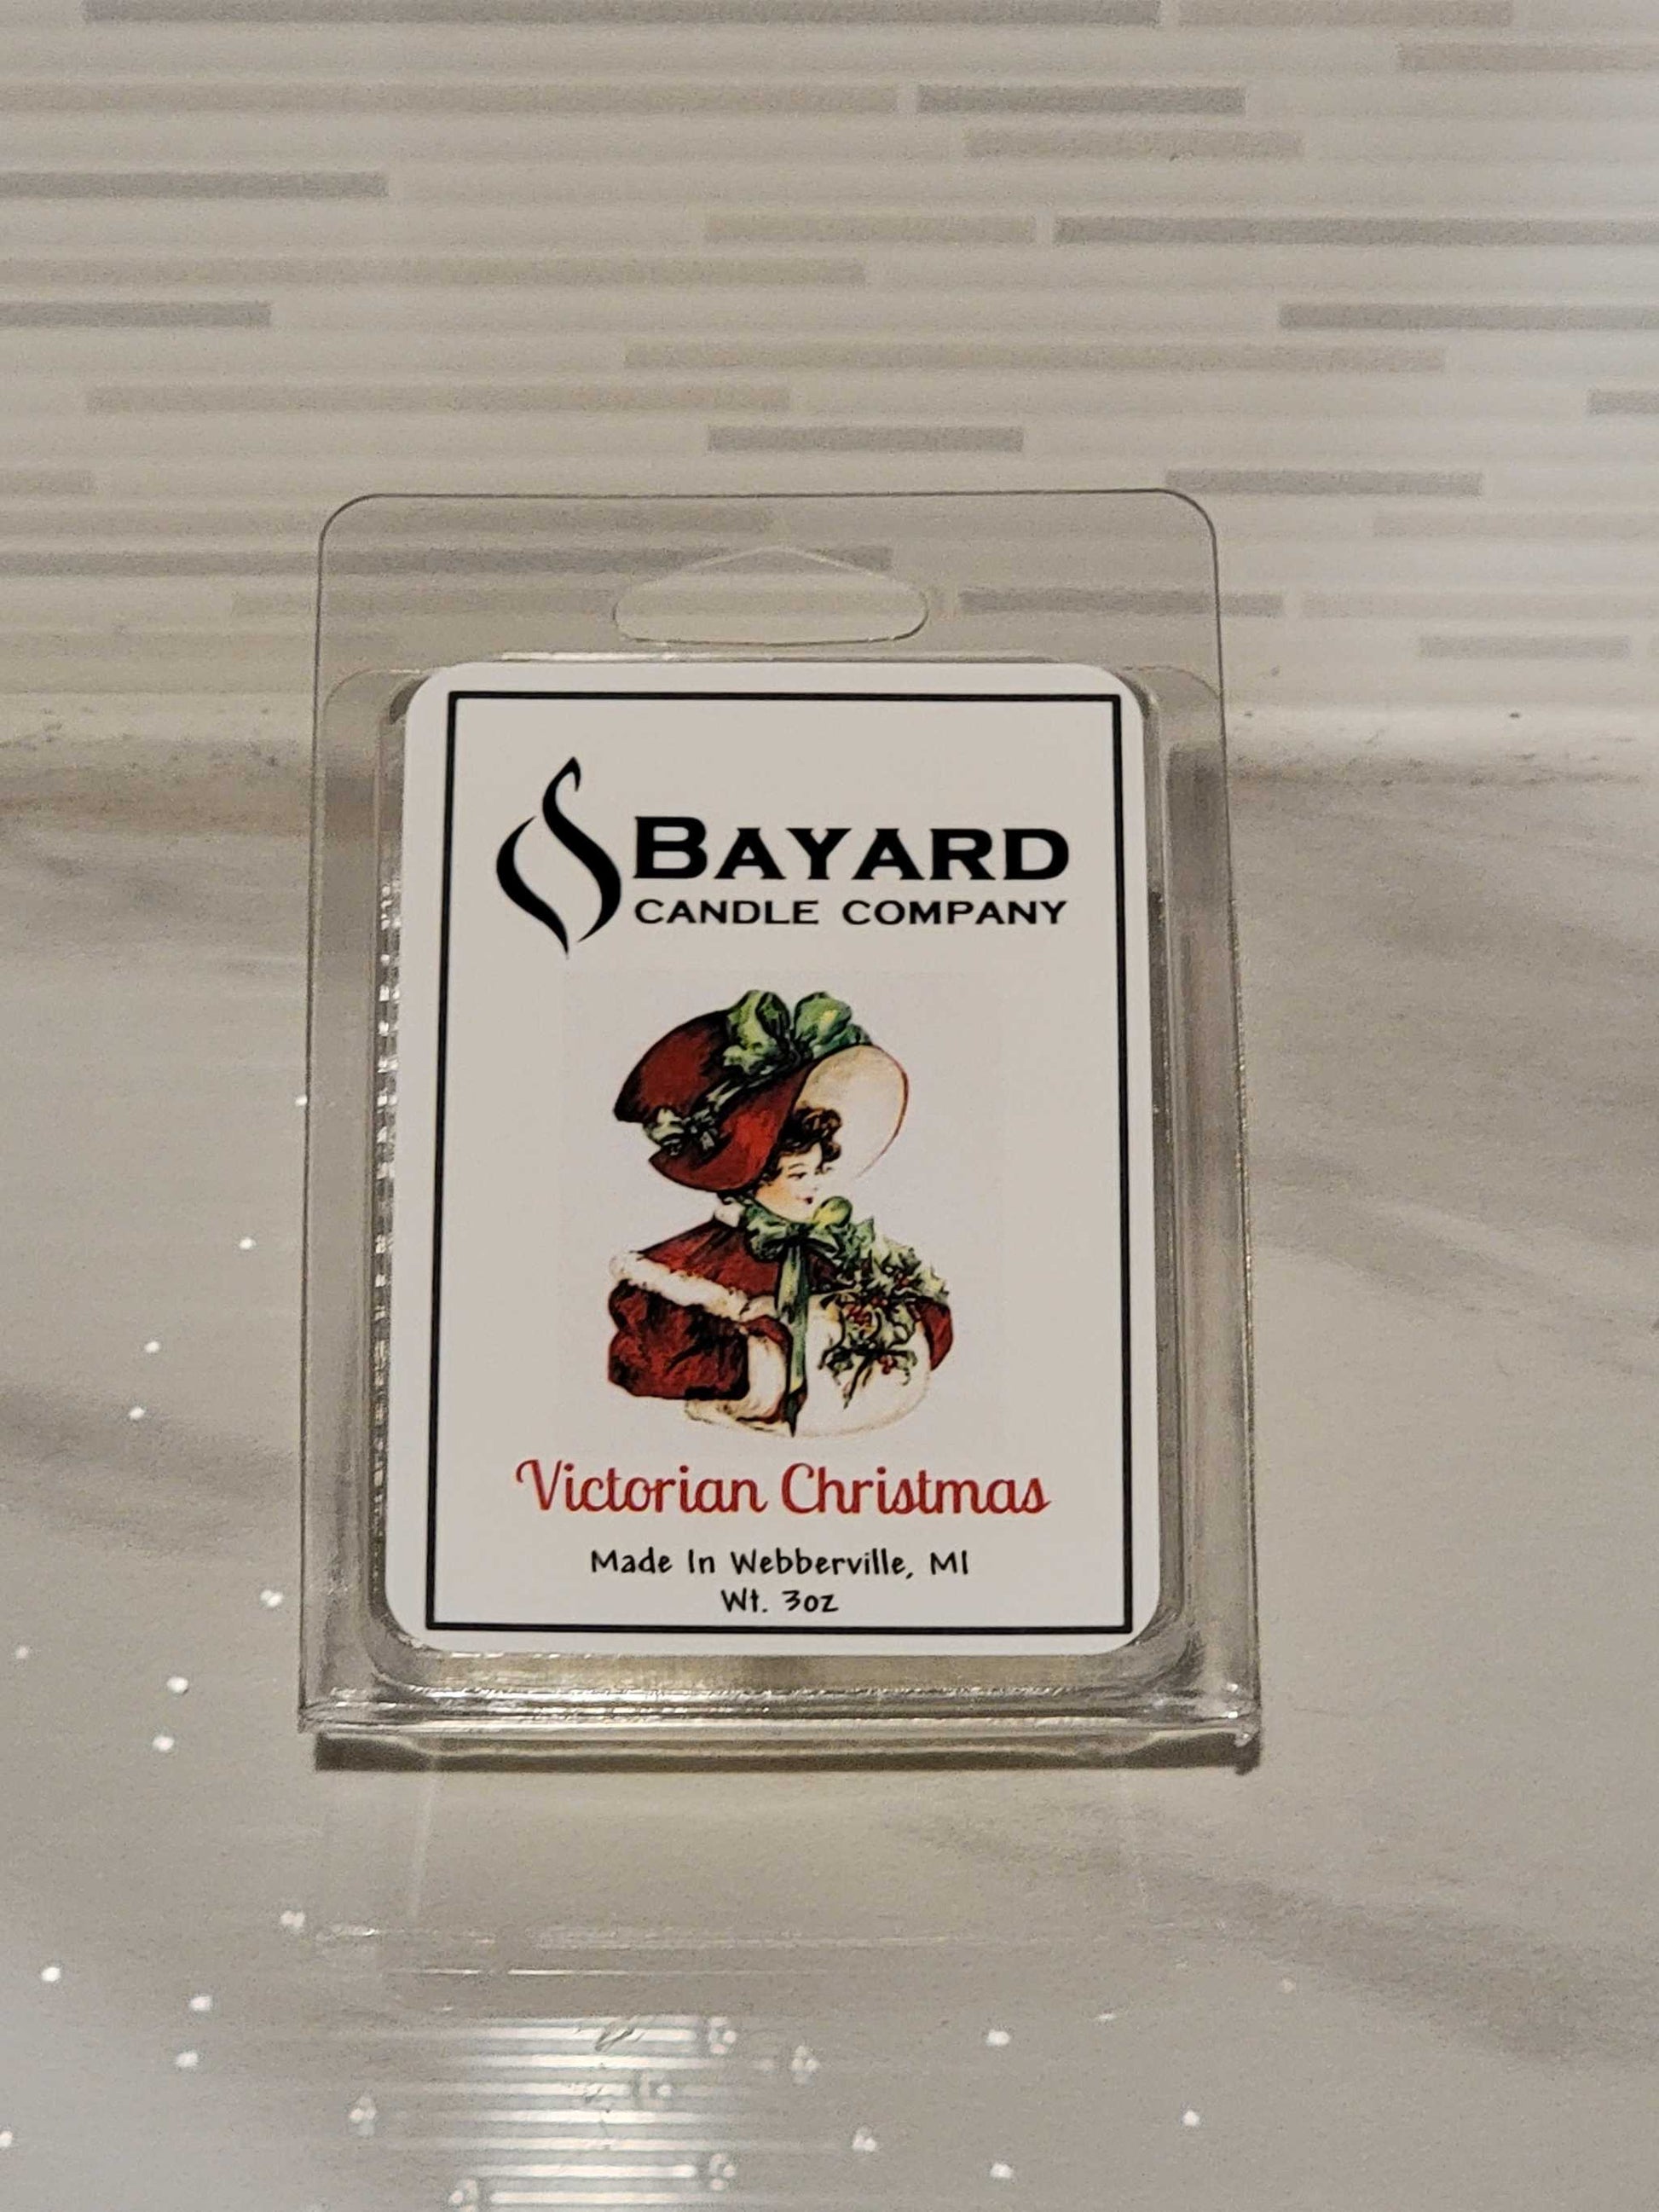 BAYARD
CANDLE COMPANY
Victorian Christmas
Made In Webberville, MI
Wt. 3oz